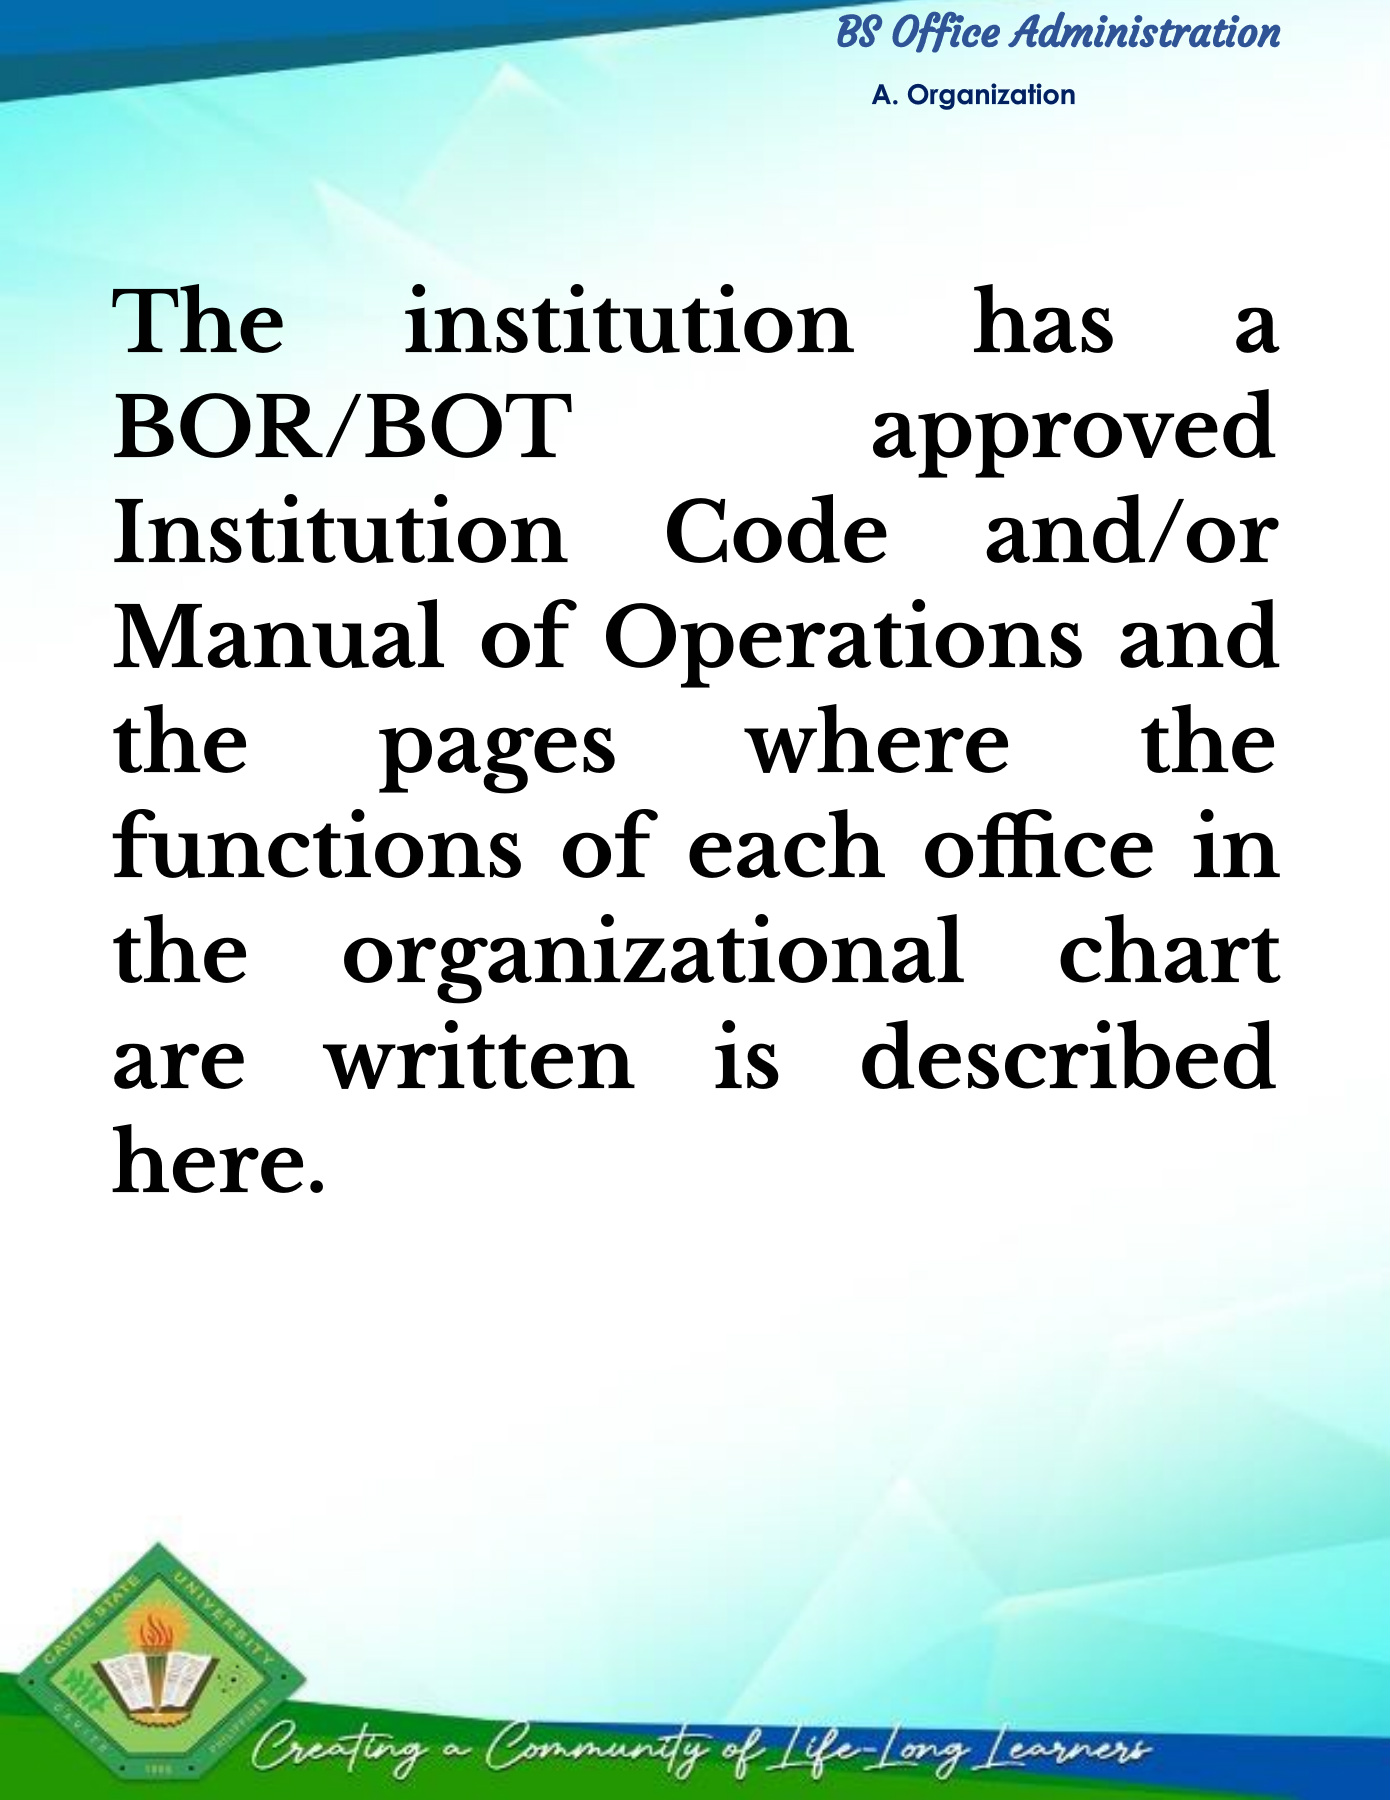 BS Office Administration
A. Organization
The institution has a
BOR/BOT approved
Institution Code and/or
Manual of Operations and
the pages where the
functions of each office in
the organizational chart
are written is described
here.
CAVITE STATE UNIVERSITY
CAVITE PHILIPPINES
1906
Creating a Community of Life-Long Learners